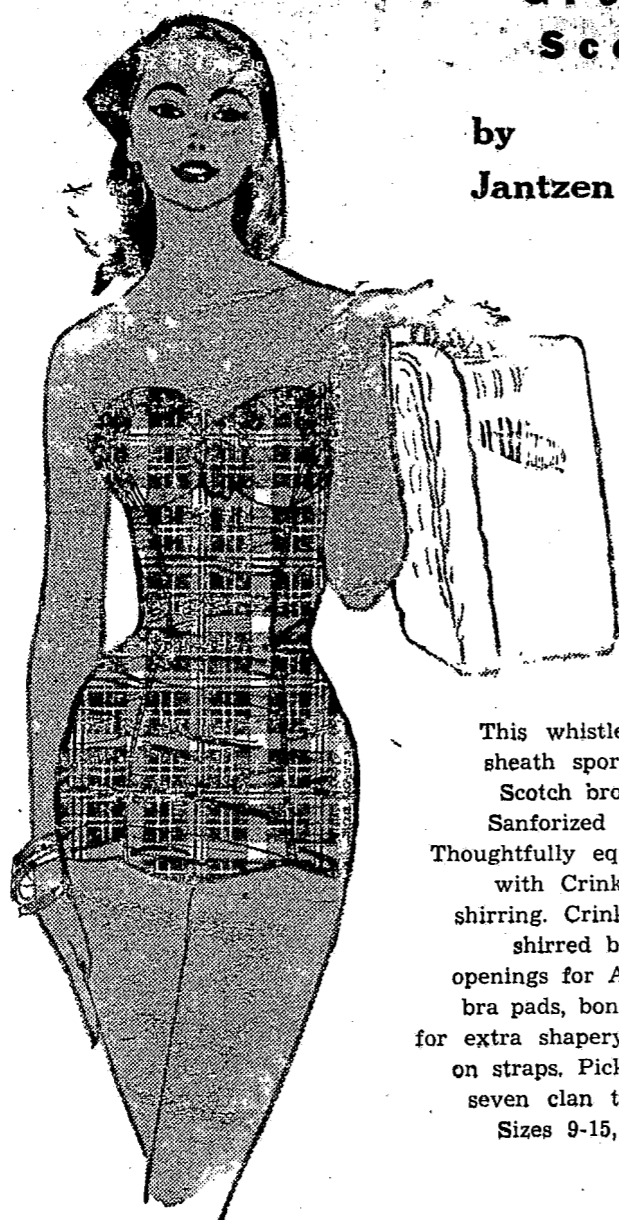 by
Jantzen
This whistle
sheath spor
Scotch bro
Sanforized
Thoughtfully eq
with Crink
shirring. Crink
shirred b
openings for A
bra pads, bon
for extra shapery
on straps. Pick
seven clan t
Sizes 9-15,